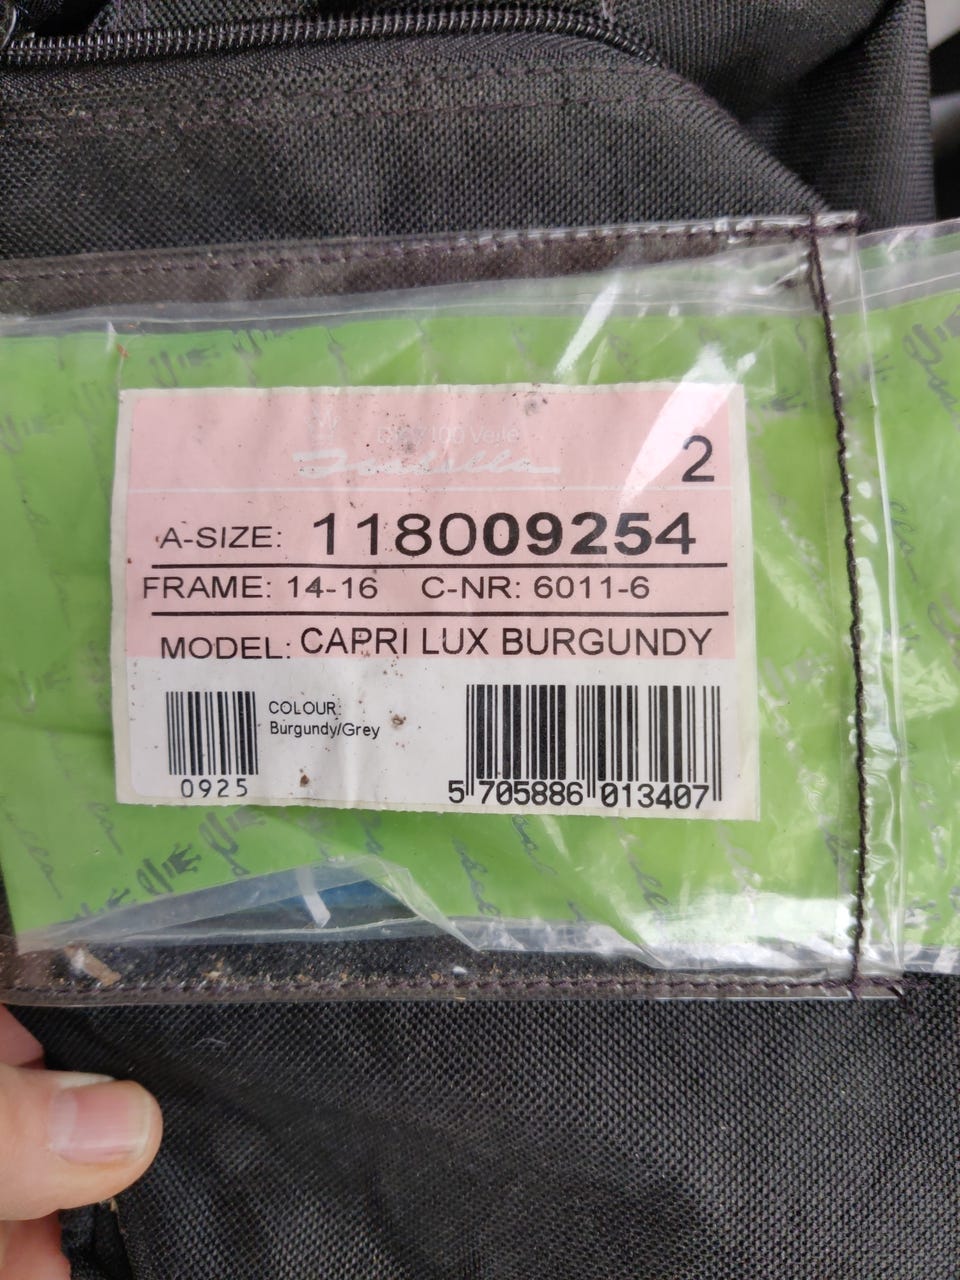 Isabella
2
A-SIZE: 118009254
FRAME: 14-16 C-NR: 6011-6
MODEL: CAPRI LUX BURGUNDY
COLOUR:
Burgundy/Grey
0925
5 705886 013407